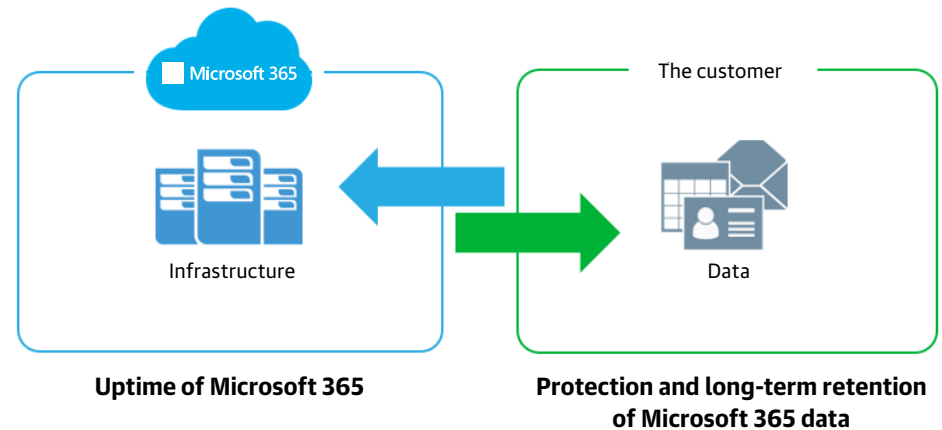 Microsoft 365
The customer
Infrastructure
Data
Uptime of Microsoft 365
Protection and long-term retention
of Microsoft 365 data